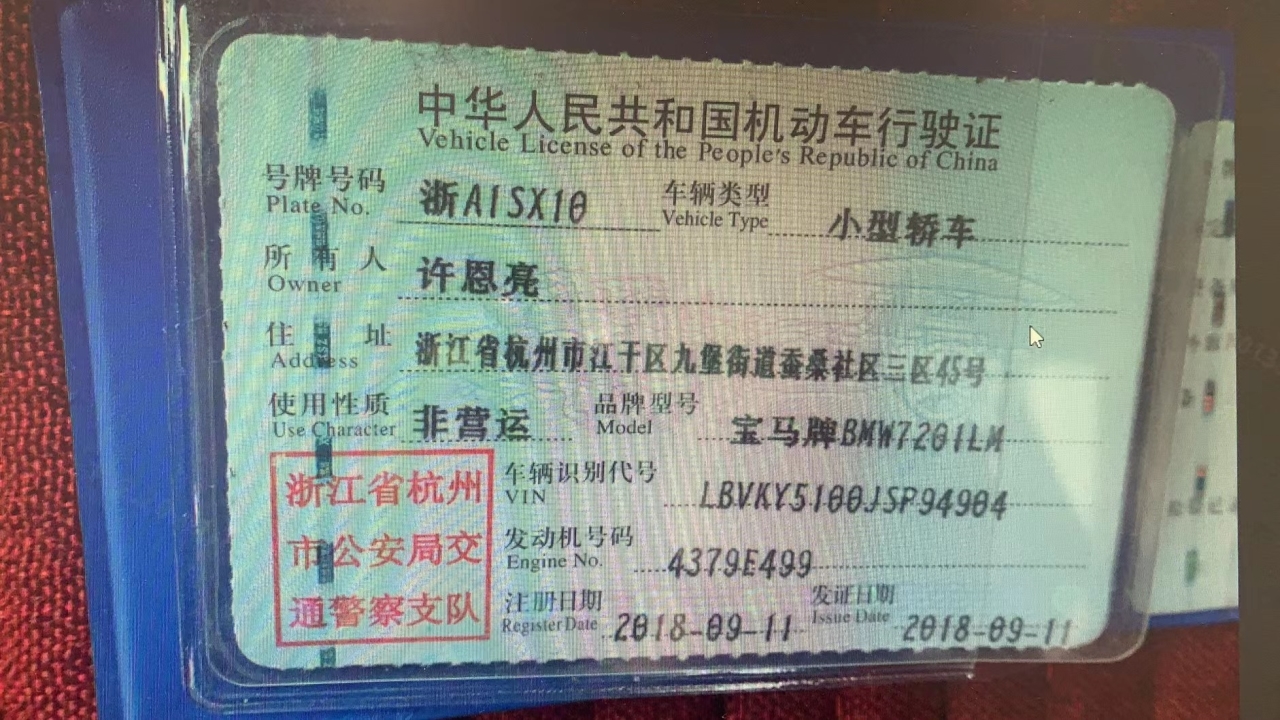 中华人民共和国机动车行驶证
Vehicle License of the People's Republic of China
号牌号码 浙A1SX10 车辆类型 小型轿车
Plate No. Vehicle Type
所有人 许恩亮
Owner
住址 浙江省杭州市江干区九堡街道蚕桑社区三区45号
Address
使用性质 非营运 品牌型号 宝马牌BMW7201LM
Use Character Model
浙江省杭州
市公安局交
通警察支队
车辆识别代号 LBVKY5100JSP94904
VIN
发动机号码 4379E499
Engine No.
注册日期 2018-09-11 发证日期 2018-09-11
Register Date Issue Date